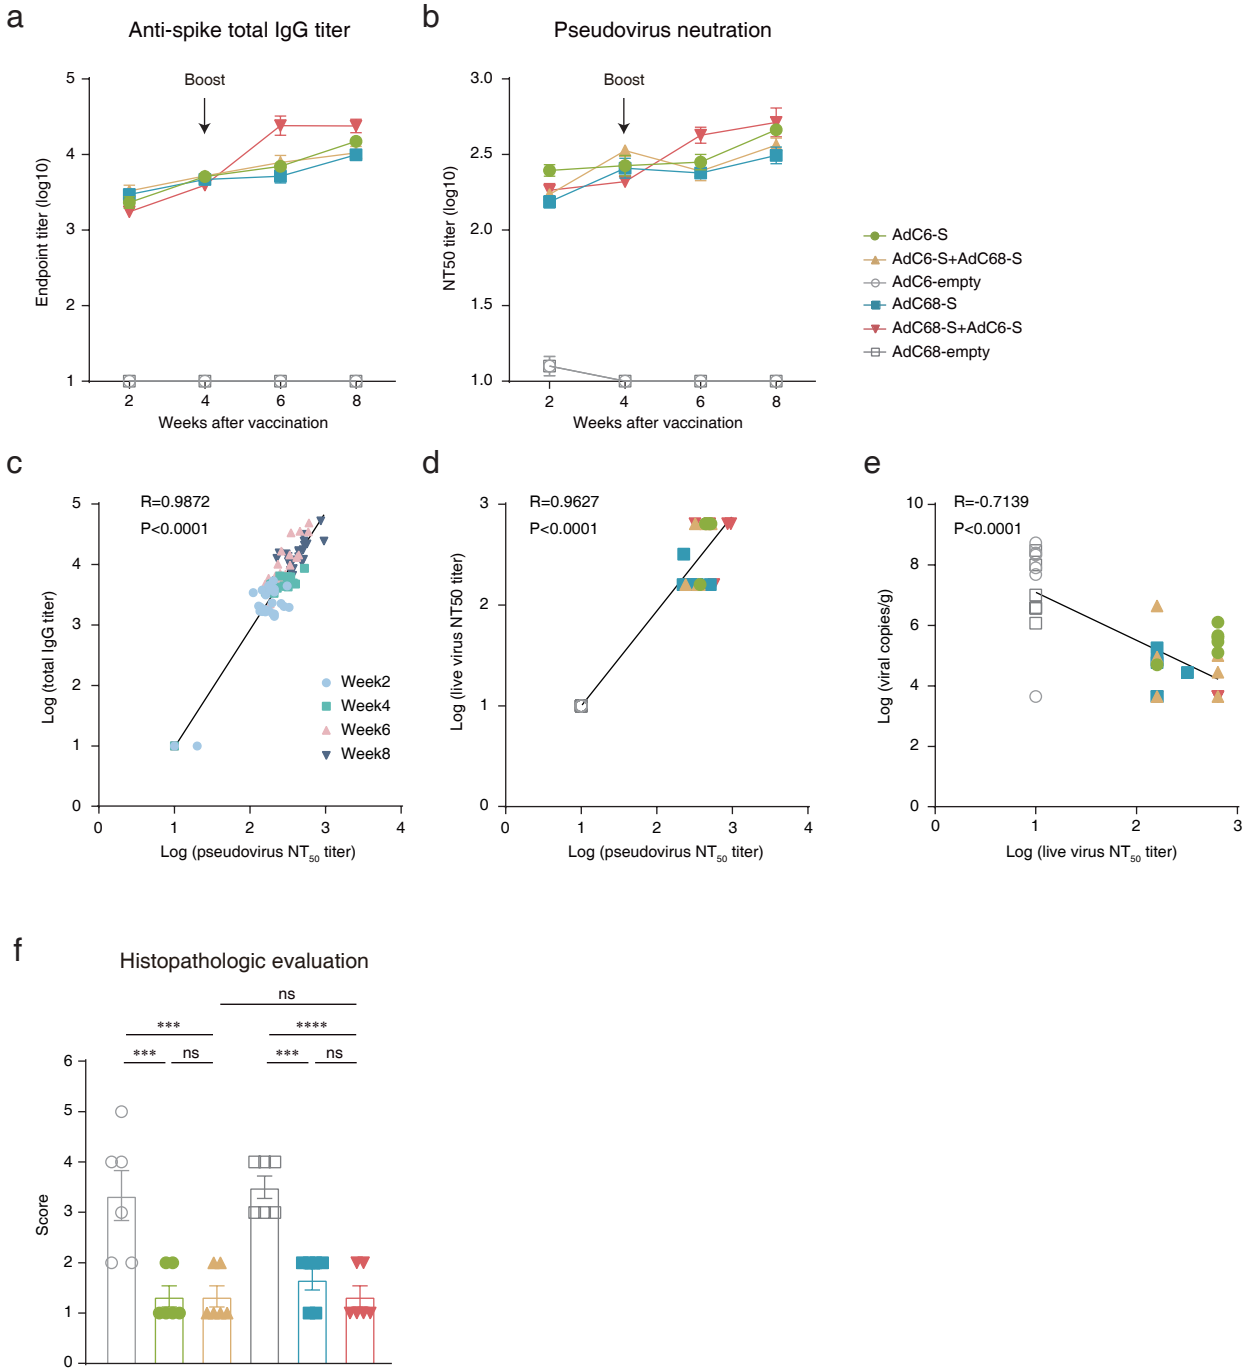 a
Anti-spike total IgG titer
Boost
Endpoint titer (log10)
5
4
3
2
1
2
4
6
8
Weeks after vaccination
b
Pseudovirus neutration
Boost
NT50 titer (log10)
3.0
2.5
2.0
1.5
1.0
2
4
6
8
Weeks after vaccination
AdC6-S
AdC6-S+AdC68-S
AdC6-empty
AdC68-S
AdC68-S+AdC6-S
AdC68-empty
c
R=0.9872
P<0.0001
Log (total IgG titer)
5
4
3
2
1
0
0
1
2
3
4
Week2
Week4
Week6
Week8
Log (pseudovirus NT50 titer)
d
R=0.9627
P<0.0001
Log (live virus NT50 titer)
3
2
1
0
0
1
2
3
4
Log (pseudovirus NT50 titer)
e
R=-0.7139
P<0.0001
Log (viral copies/g)
10
8
6
4
2
0
0
1
2
3
Log (live virus NT50 titer)
f
Histopathologic evaluation
ns
*** ****
*** ns *** ns
Score
6
5
4
3
2
1
0